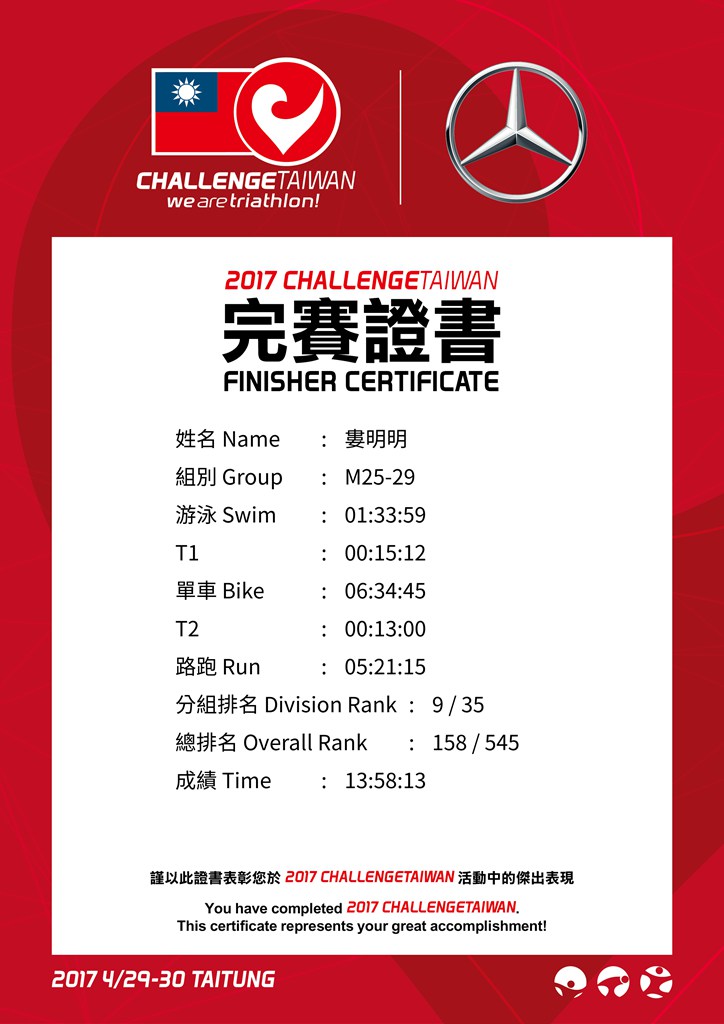 CHALLENGETAIWAN
we are triathlon!
2017 CHALLENGETAIWAN
完賽證書
FINISHER CERTIFICATE
姓名 Name : 婁明明
組別 Group : M25-29
游泳 Swim : 01:33:59
T1 : 00:15:12
單車 Bike : 06:34:45
T2 : 00:13:00
路跑 Run : 05:21:15
分組排名 Division Rank : 9 / 35
總排名 Overall Rank : 158 / 545
成績 Time : 13:58:13
謹以此證書表彰您於 2017 CHALLENGETAIWAN 活動中的傑出表現
You have completed 2017 CHALLENGETAIWAN.
This certificate represents your great accomplishment!
2017 4/29-30 TAITUNG